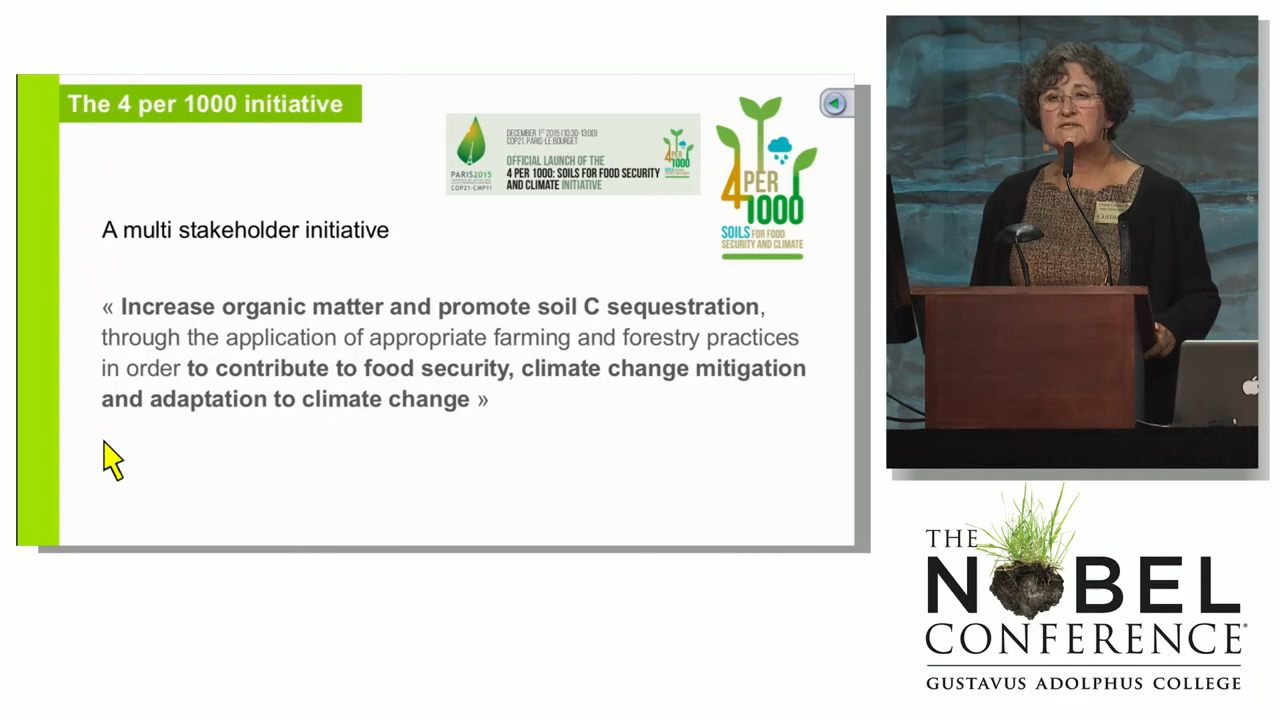 The 4 per 1000 initiative
DECEMBER 1ST 2015 (10:30-13:00)
COP21, PARIS-LE BOURGET
OFFICIAL LAUNCH OF THE
4 PER 1000: SOILS FOR FOOD SECURITY
AND CLIMATE INITIATIVE
PARIS2015
COP21·CMP11
4PER
1000
4 PER
1000
SOILS FOR FOOD
SECURITY AND CLIMATE
A multi stakeholder initiative
« Increase organic matter and promote soil C sequestration,
through the application of appropriate farming and forestry practices
in order to contribute to food security, climate change mitigation
and adaptation to climate change »
THE
NOBEL
CONFERENCE®
GUSTAVUS ADOLPHUS COLLEGE